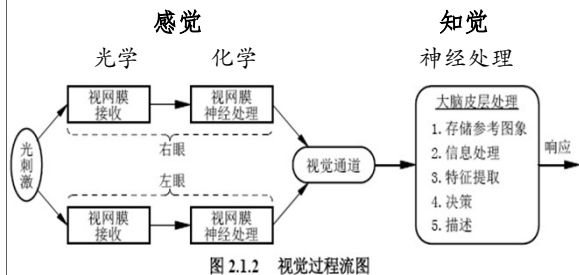 感觉
知觉
光学
化学
神经处理
视网膜
接收
视网膜
神经处理
右眼
光刺激
左眼
视网膜
接收
视网膜
神经处理
视觉通道
大脑皮层处理
1. 存储参考图象
2. 信息处理
3. 特征提取
4. 决策
5. 描述
响应
图 2.1.2 视觉过程流图